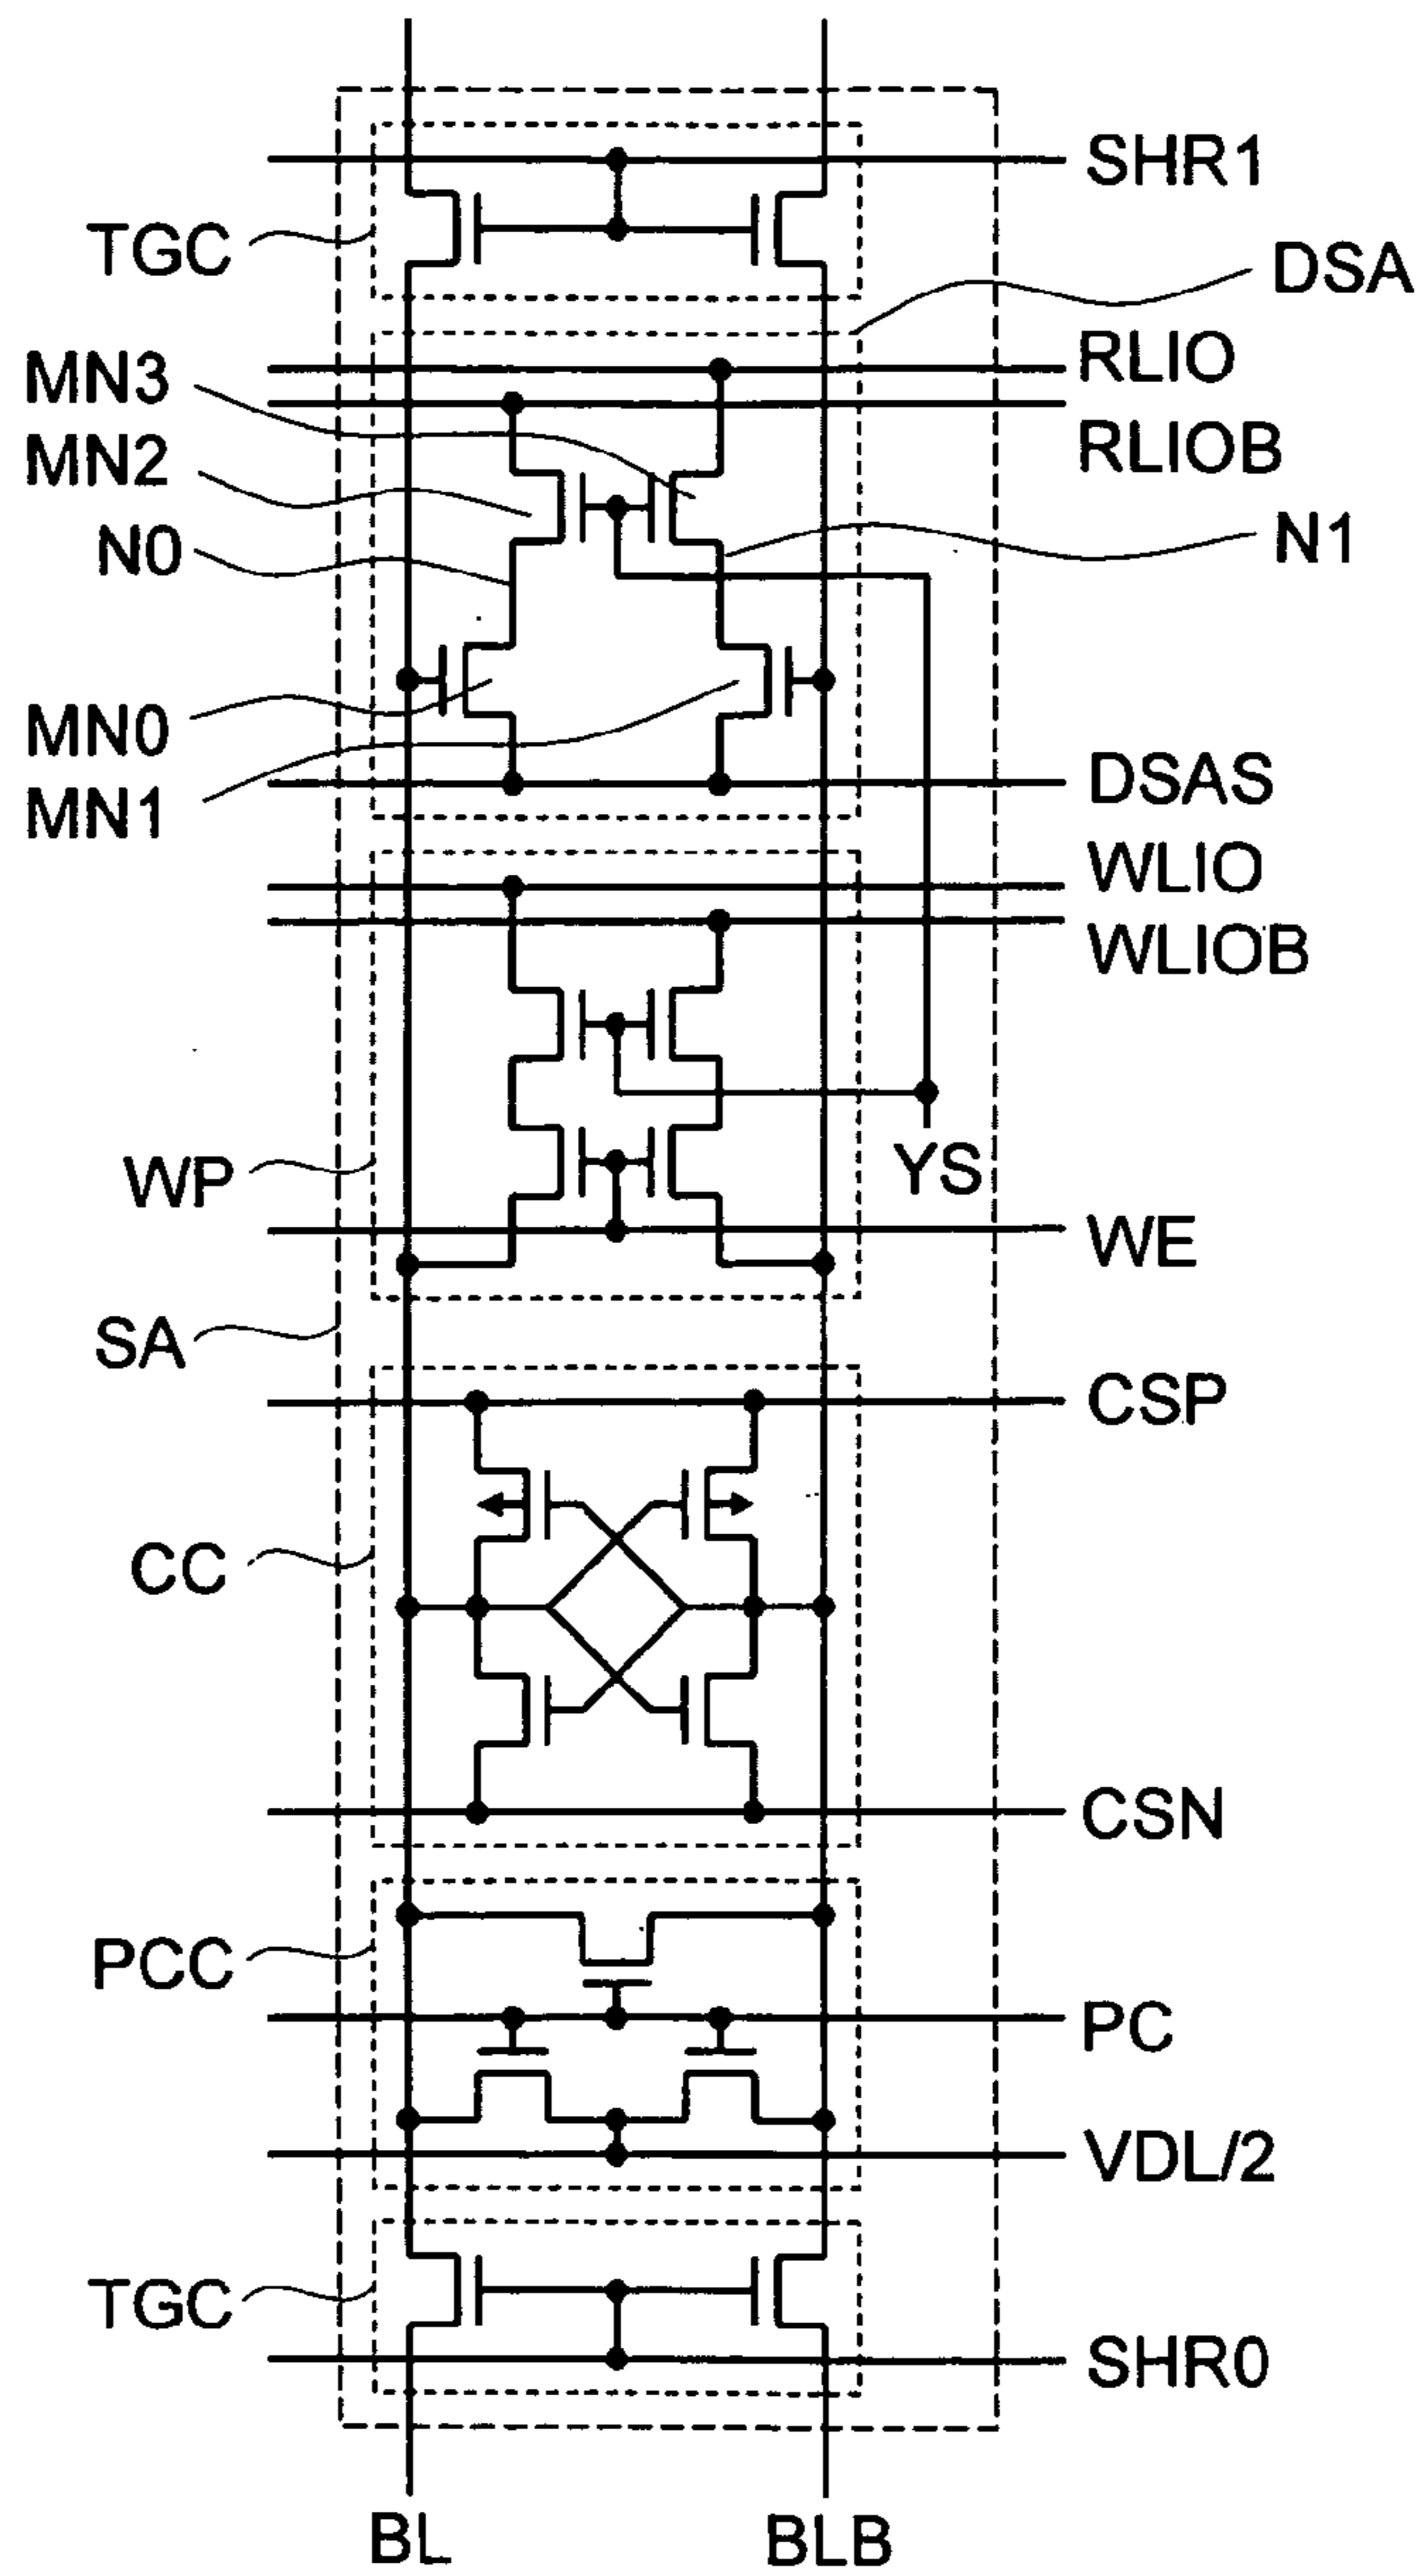 SHR1
TGC
DSA
RLIO
MN3
RLIOB
MN2
N0
N1
MN0
DSAS
MN1
WLIO
WLIOB
YS
WP
WE
SA
CSP
CC
CSN
PCC
PC
VDL/2
TGC
SHR0
BL
BLB